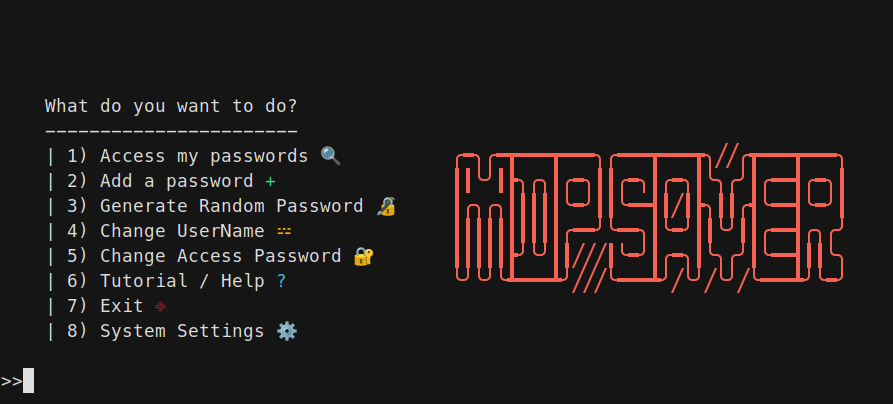 What do you want to do?
-----------------------
| 1) Access my passwords 🔍
| 2) Add a password +
| 3) Generate Random Password 🔏
| 4) Change UserName
| 5) Change Access Password 🔐
| 6) Tutorial / Help ?
| 7) Exit
| 8) System Settings ⚙️
>>